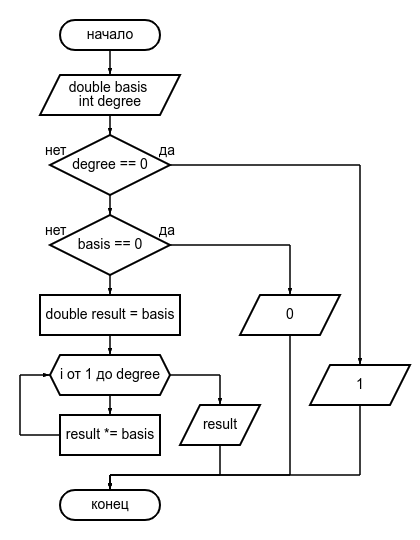 начало
double basis
int degree
нет
да
degree == 0
нет
да
basis == 0
double result = basis
0
i от 1 до degree
1
result *= basis
result
конец